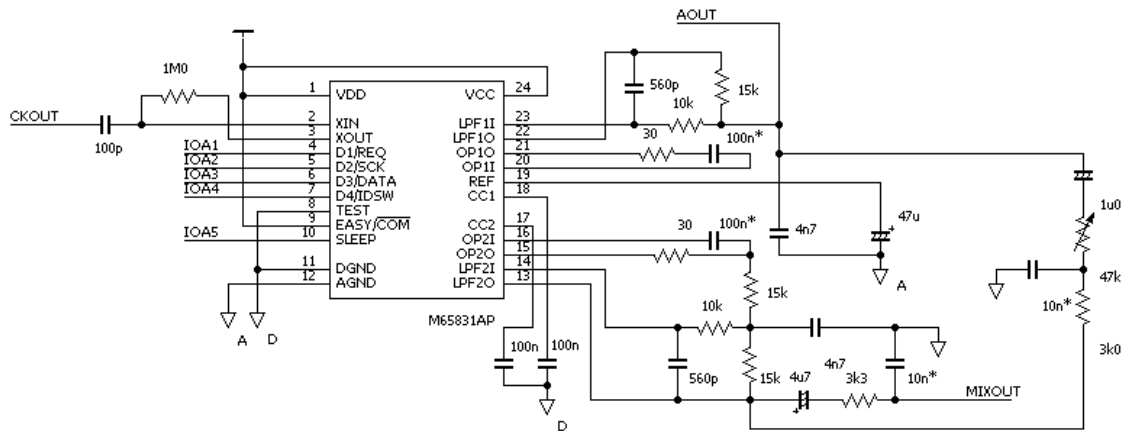 AOUT
1M0
560p
15k
10k
CKOUT
100p
1 VDD VCC 24
2 XIN LPF1I 23
3 XOUT LPF1O 22
IOA1 4 D1/REQ OP1O 21
IOA2 5 D2/SCK OP1I 20
IOA3 6 D3/DATA REF 19
IOA4 7 D4/IDSW CC1 18
8 TEST CC2 17
9 EASY/COM OP2I 16
IOA5 10 SLEEP OP2O 15
11 DGND LPF2I 14
12 AGND LPF2O 13
M65831AP
30
100n*
1u0
47u
+
4n7
30
100n*
A
47k
10n*
15k
A
D
10k
3k0
100n
100n
560p
15k
4u7
+
4n7
3k3
10n*
MIXOUT
D